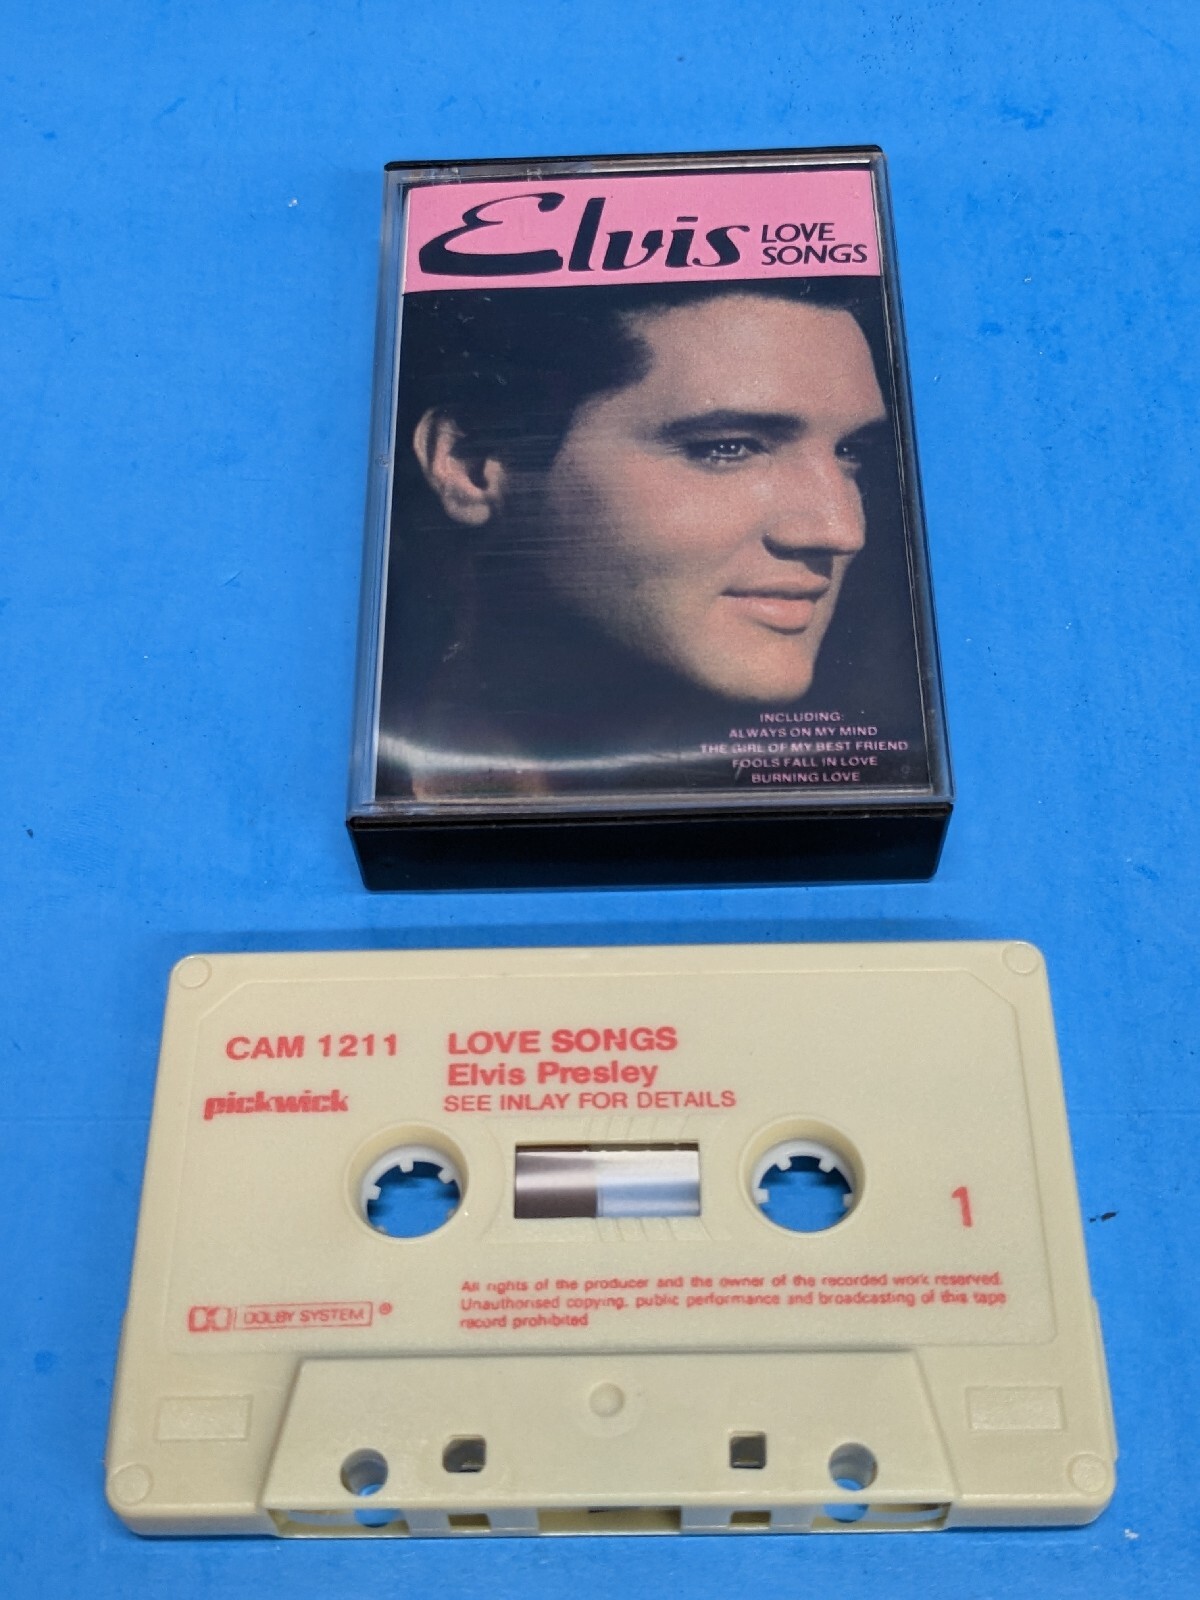 Elvis LOVE
SONGS
INCLUDING:
ALWAYS ON MY MIND
THE GIRL OF MY BEST FRIEND
FOOLS FALL IN LOVE
BURNING LOVE
CAM 1211
LOVE SONGS
Elvis Presley
pickwick
SEE INLAY FOR DETAILS
1
DOLBY SYSTEM ®
All rights of the producer and the owner of the recorded work reserved.
Unauthorised copying, public performance and broadcasting of this tape
record prohibited